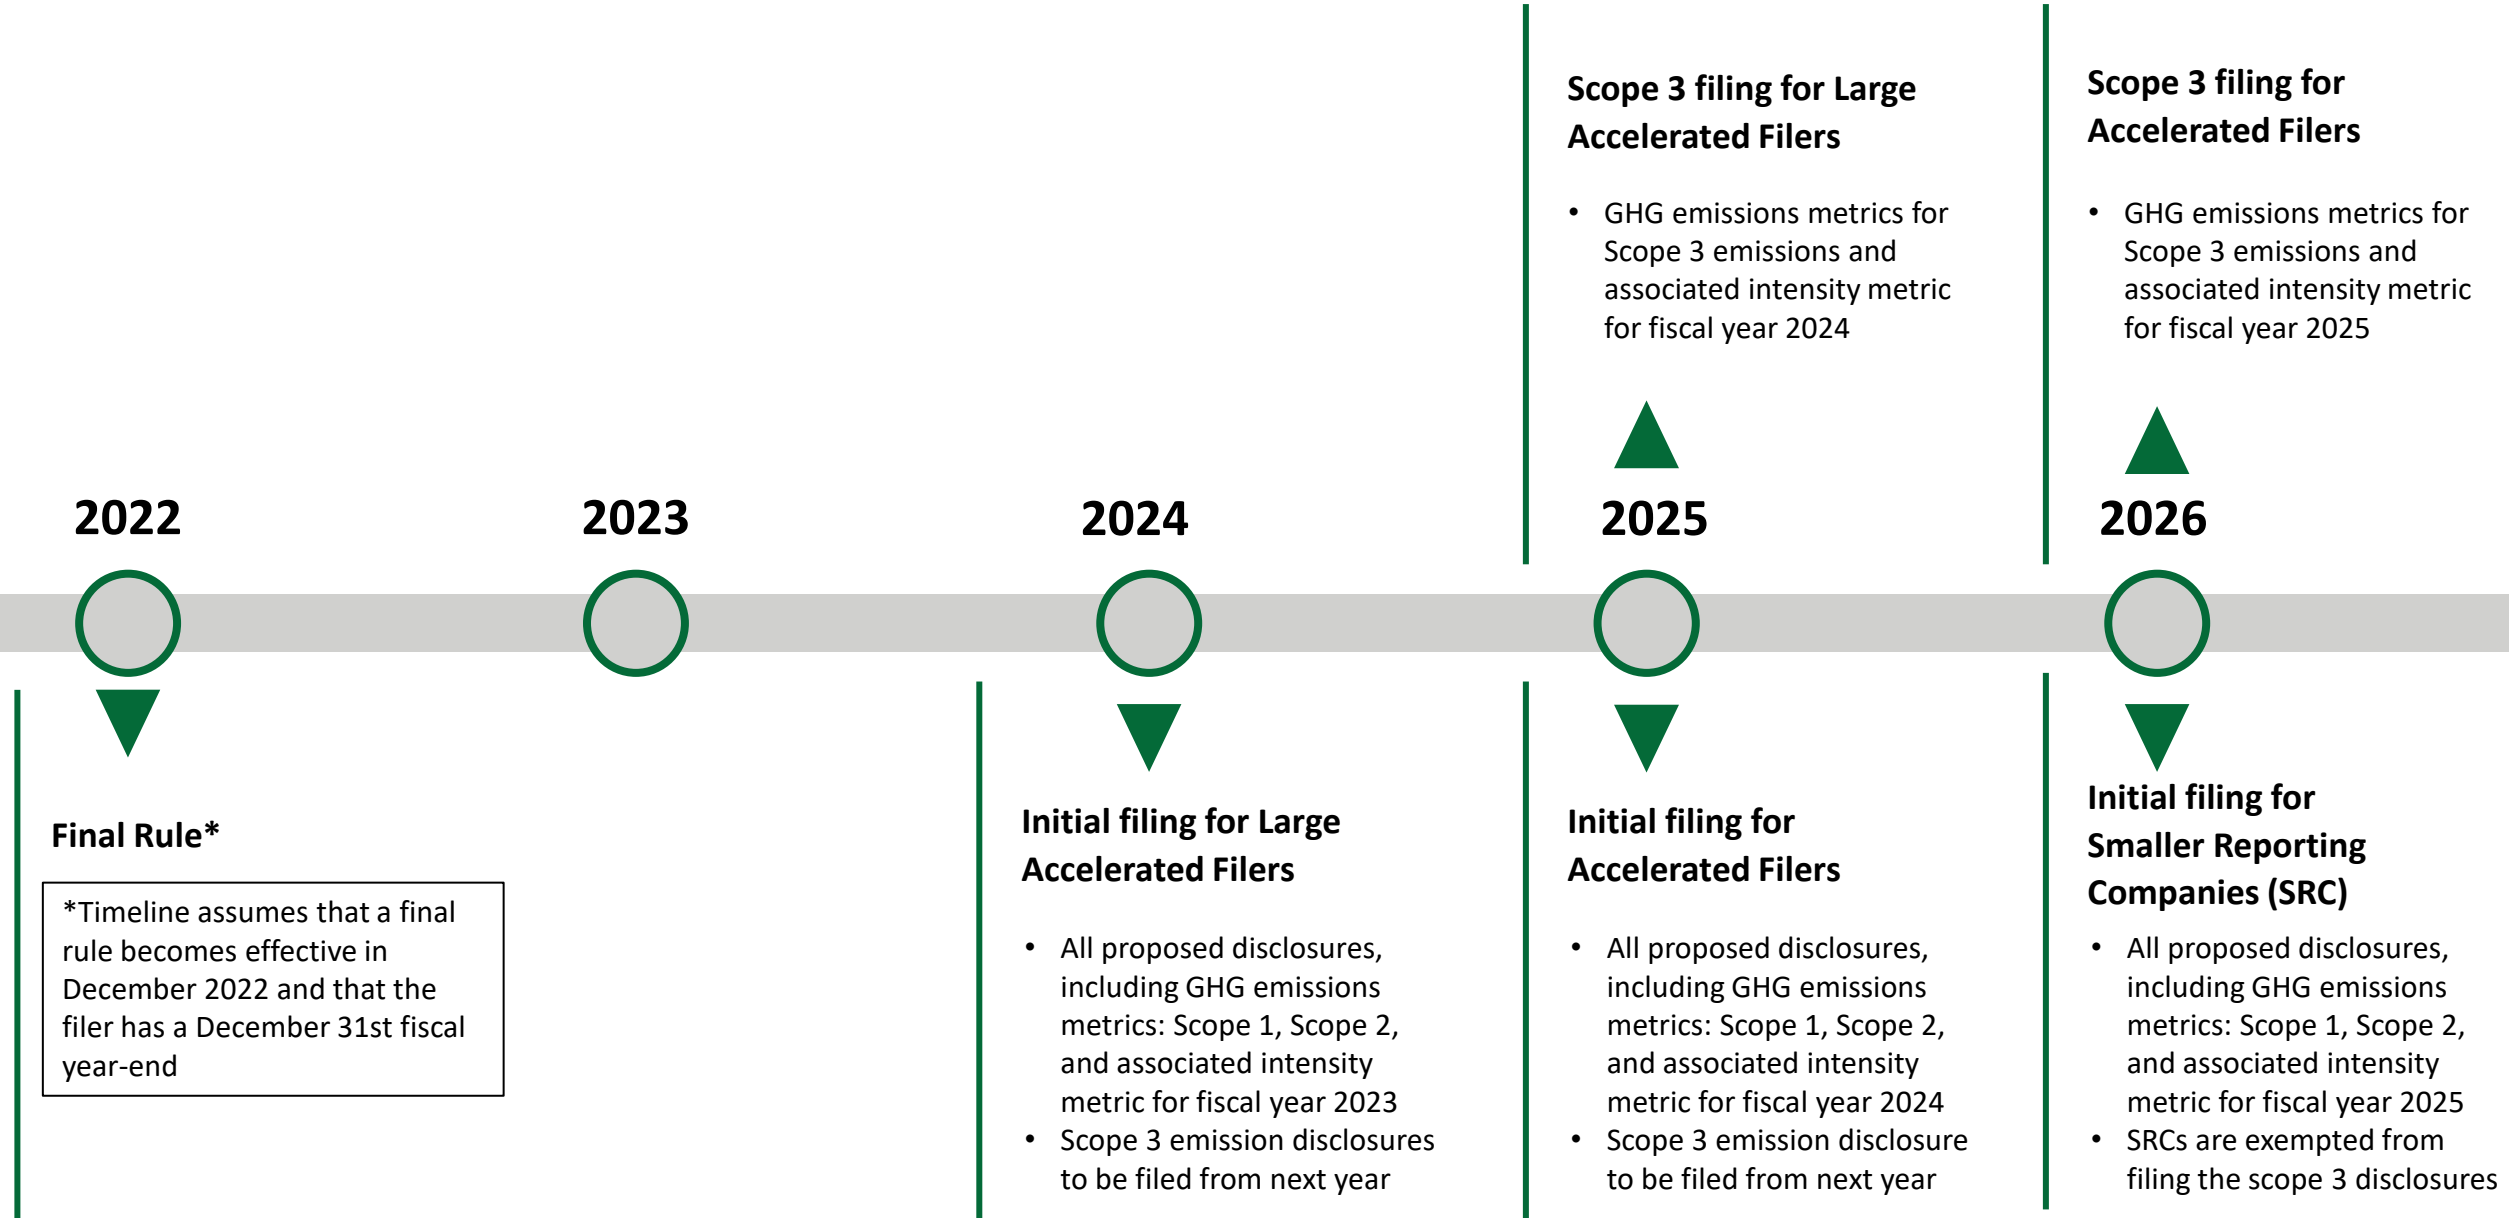 Scope 3 filing for Large
Accelerated Filers
• GHG emissions metrics for
Scope 3 emissions and
associated intensity metric
for fiscal year 2024
Scope 3 filing for
Accelerated Filers
• GHG emissions metrics for
Scope 3 emissions and
associated intensity metric
for fiscal year 2025
2022
2023
2024
2025
2026
Final Rule*
*Timeline assumes that a final
rule becomes effective in
December 2022 and that the
filer has a December 31st fiscal
year-end
Initial filing for Large
Accelerated Filers
• All proposed disclosures,
including GHG emissions
metrics: Scope 1, Scope 2,
and associated intensity
metric for fiscal year 2023
• Scope 3 emission disclosures
to be filed from next year
Initial filing for
Accelerated Filers
• All proposed disclosures,
including GHG emissions
metrics: Scope 1, Scope 2,
and associated intensity
metric for fiscal year 2024
• Scope 3 emission disclosure
to be filed from next year
Initial filing for
Smaller Reporting
Companies (SRC)
• All proposed disclosures,
including GHG emissions
metrics: Scope 1, Scope 2,
and associated intensity
metric for fiscal year 2025
• SRCs are exempted from
filing the scope 3 disclosures